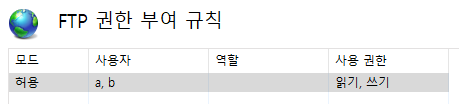 FTP 권한 부여 규칙
모드 사용자 역할 사용 권한
허용 a, b 읽기, 쓰기